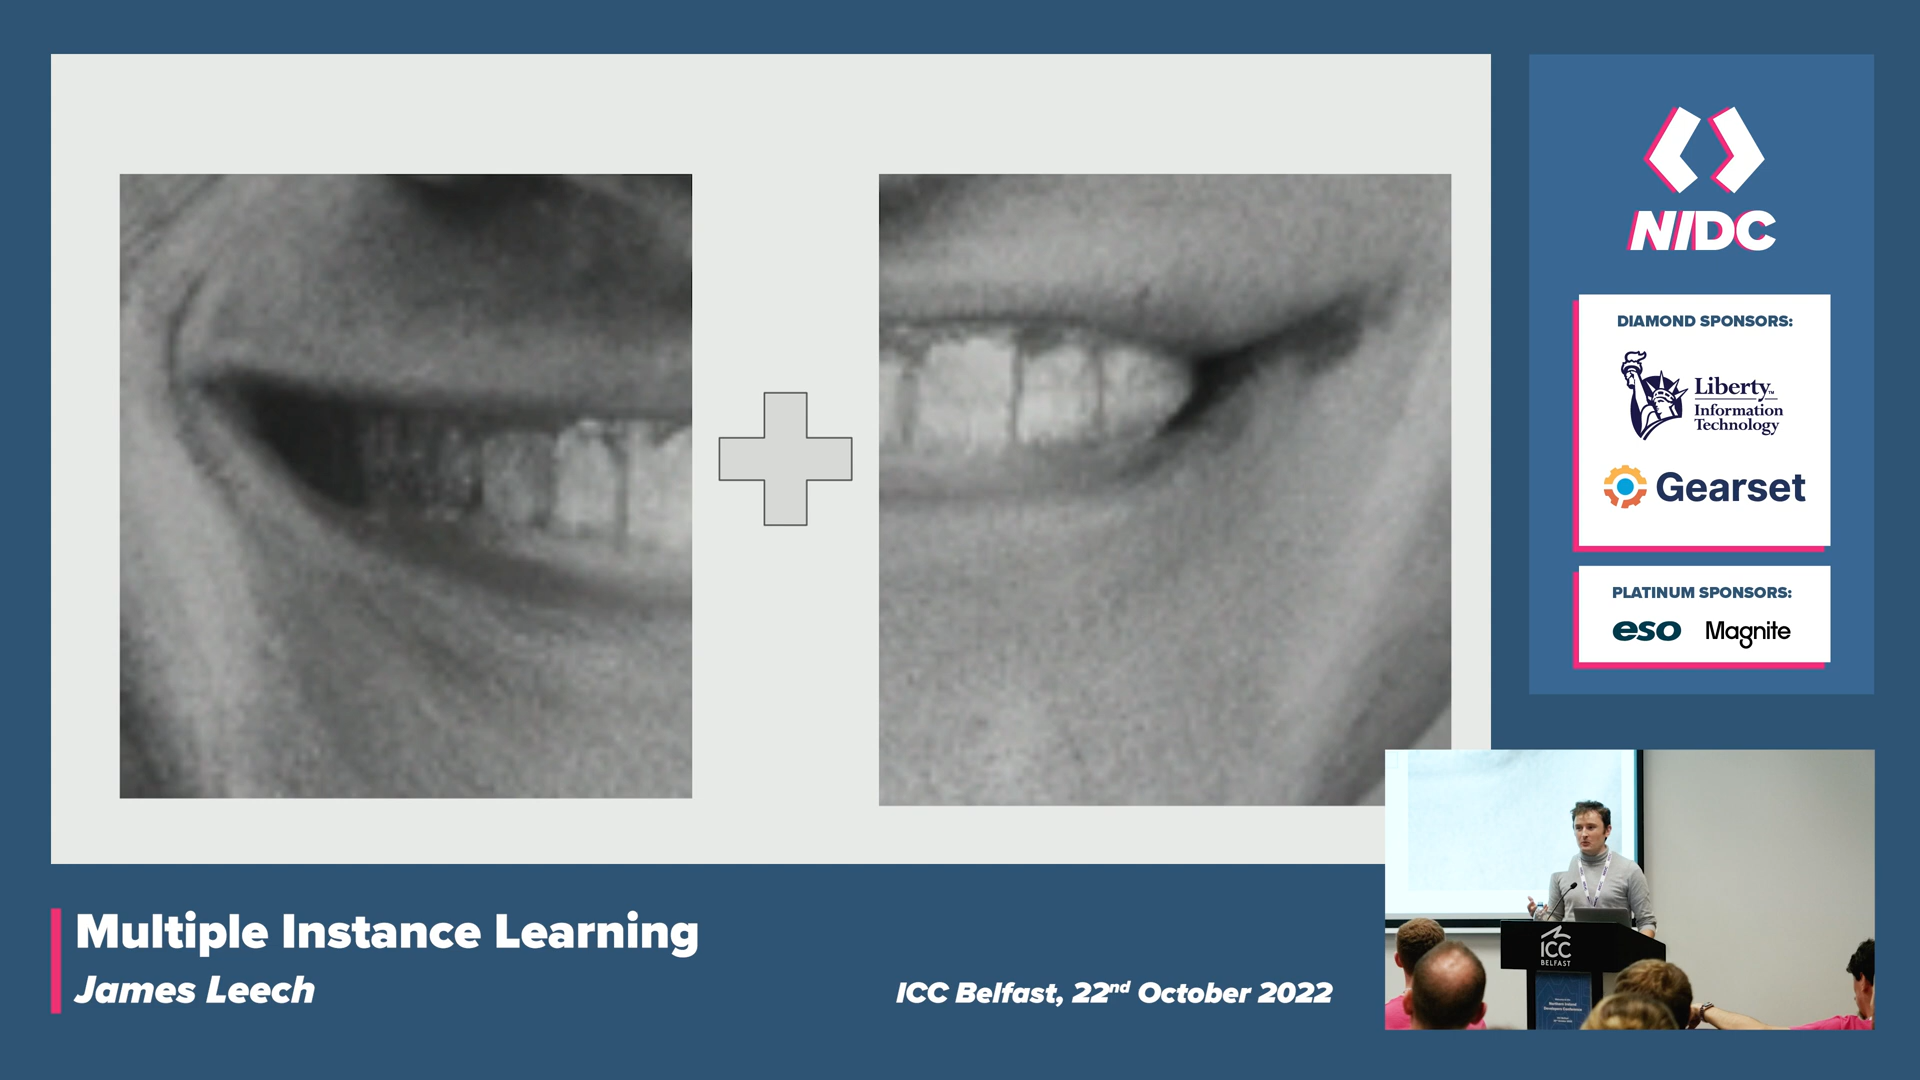 NIDC
DIAMOND SPONSORS:
Liberty™
Information
Technology
Gearset
PLATINUM SPONSORS:
eso Magnite
ICC
BELFAST
Multiple Instance Learning
James Leech
ICC Belfast, 22nd October 2022